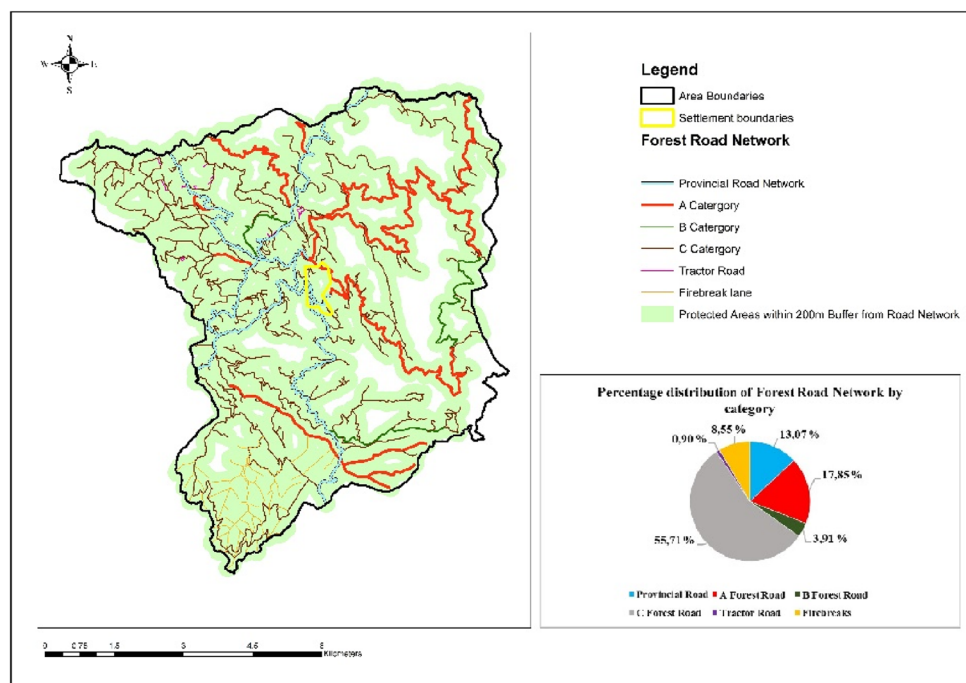 N
W E
S
Legend
Area Boundaries
Settlement boundaries
Forest Road Network
Provincial Road Network
A Catergory
B Catergory
C Catergory
Tractor Road
Firebreak lane
Protected Areas within 200m Buffer from Road Network
Percentage distribution of Forest Road Network by
category
0,90 %
8,55 %
13,07 %
17,85 %
3,91 %
55,71 %
Provincial Road A Forest Road B Forest Road
C Forest Road Tractor Road Firebreaks
0 0.75 1.5 3 4.5 6
Kilometers